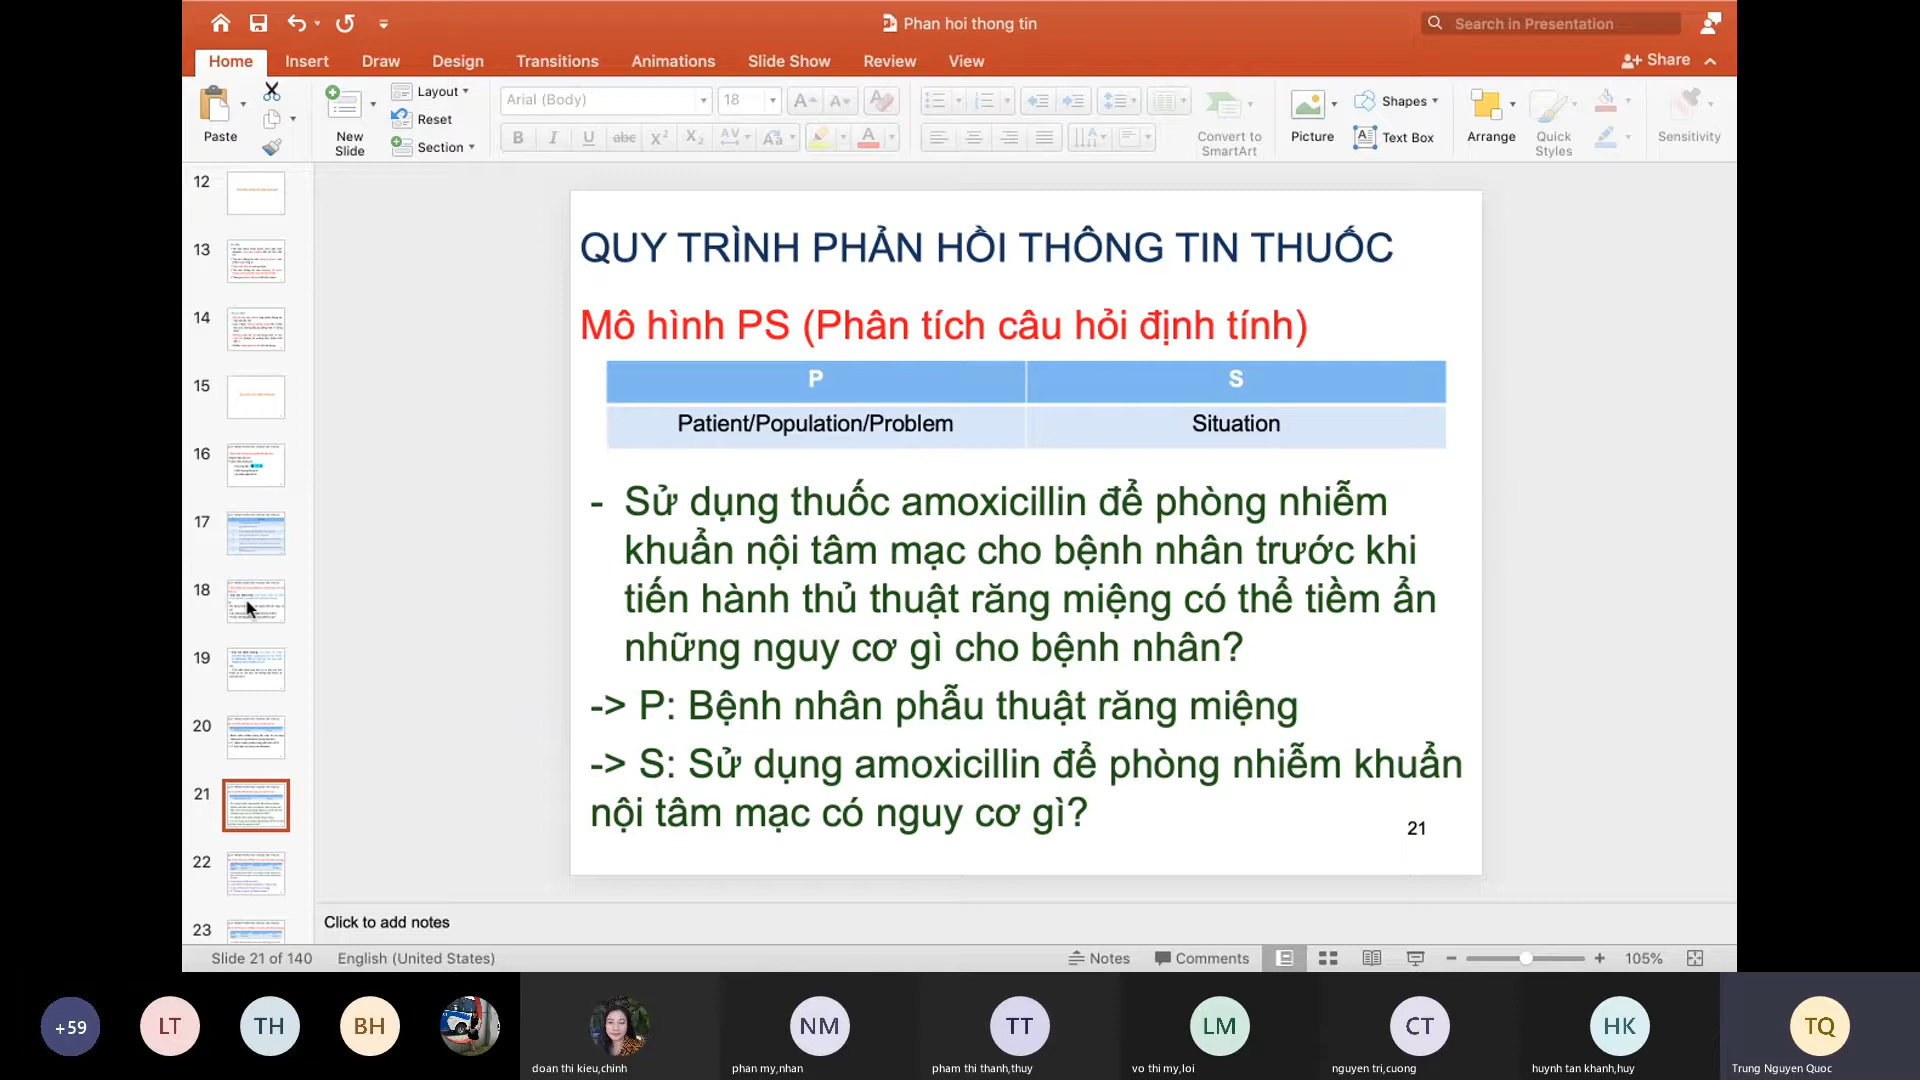 Phan hoi thong tin
Search in Presentation
Home Insert Draw Design Transitions Animations Slide Show Review View Share
Paste
New Slide
Layout
Reset
Section
Arial (Body) 18
Convert to SmartArt
Picture
Shapes
Text Box
Arrange
Quick Styles
Sensitivity
12
13
14
15
16
17
18
19
20
21
22
23
QUY TRÌNH PHẢN HỒI THÔNG TIN THUỐC
Mô hình PS (Phân tích câu hỏi định tính)
P S
Patient/Population/Problem Situation
- Sử dụng thuốc amoxicillin để phòng nhiễm
khuẩn nội tâm mạc cho bệnh nhân trước khi
tiến hành thủ thuật răng miệng có thể tiềm ẩn
những nguy cơ gì cho bệnh nhân?
-> P: Bệnh nhân phẫu thuật răng miệng
-> S: Sử dụng amoxicillin để phòng nhiễm khuẩn
nội tâm mạc có nguy cơ gì?
21
Click to add notes
Slide 21 of 140 English (United States) Notes Comments 105%
+59 LT TH BH NM TT LM CT HK TQ
doan thi kieu,chinh phan my,nhan pham thi thanh,thuy vo thi my,loi nguyen tri,cuong huynh tan khanh,huy Trung Nguyen Quoc